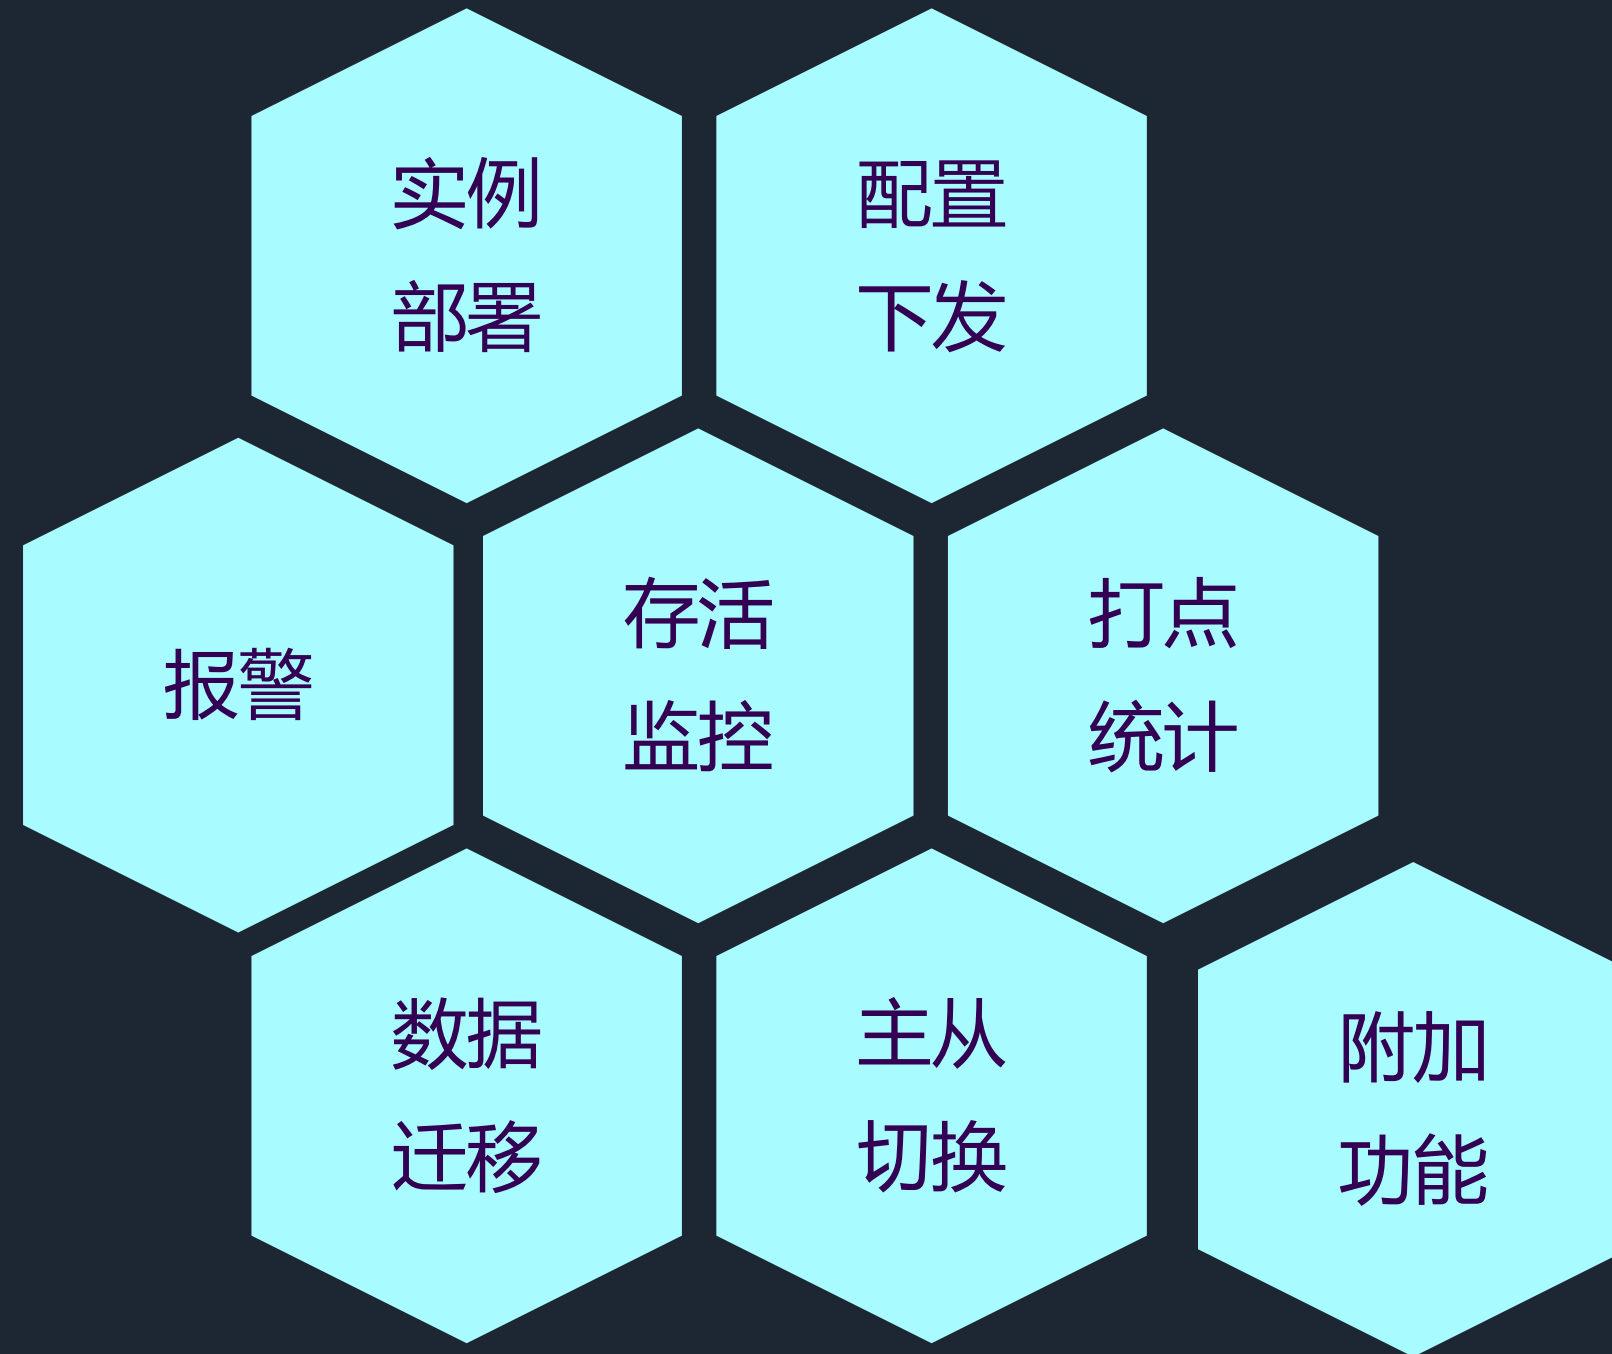 实例
部署
配置
下发
报警
存活
监控
打点
统计
数据
迁移
主从
切换
附加
功能